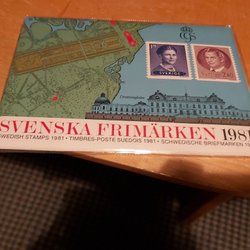 Drottningholm
SVERIGE
SVENSKA FRIMÄRKEN 1981
SWEDISH STAMPS 1981 · TIMBRES-POSTE SUEDOIS 1981 · SCHWEDISCHE BRIEFMARKEN 19